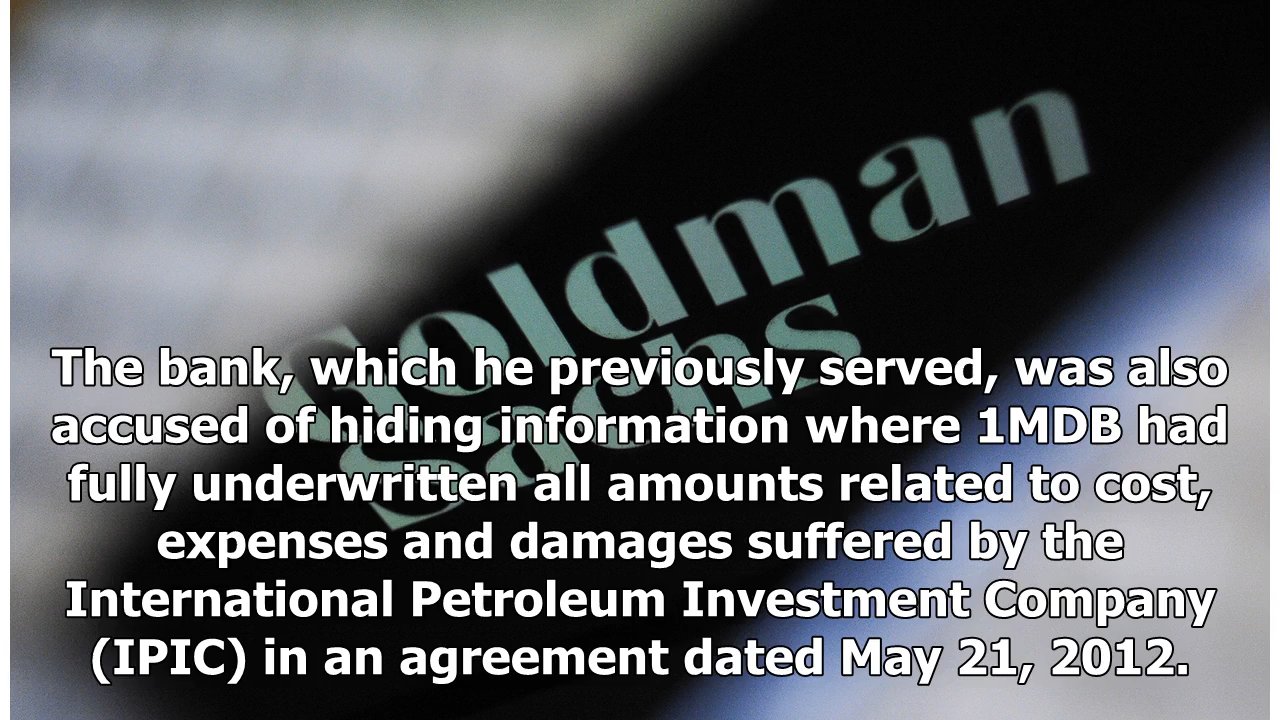 Goldman
Sachs
The bank, which he previously served, was also
accused of hiding information where 1MDB had
fully underwritten all amounts related to cost,
expenses and damages suffered by the
International Petroleum Investment Company
(IPIC) in an agreement dated May 21, 2012.